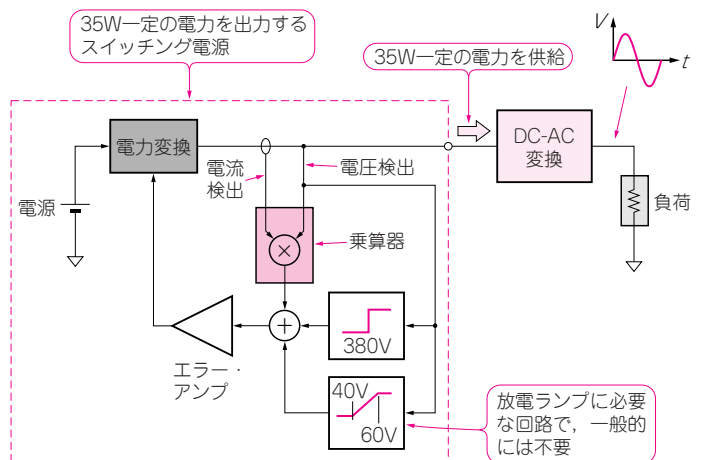 35W一定の電力を出力する
スイッチング電源
35W一定の電力を供給
V
t
電力変換
DC-AC
変換
電流
検出
電圧検出
電源
負荷
×
乗算器
+
380V
エラー・
アンプ
40V
60V
放電ランプに必要
な回路で，一般的
には不要